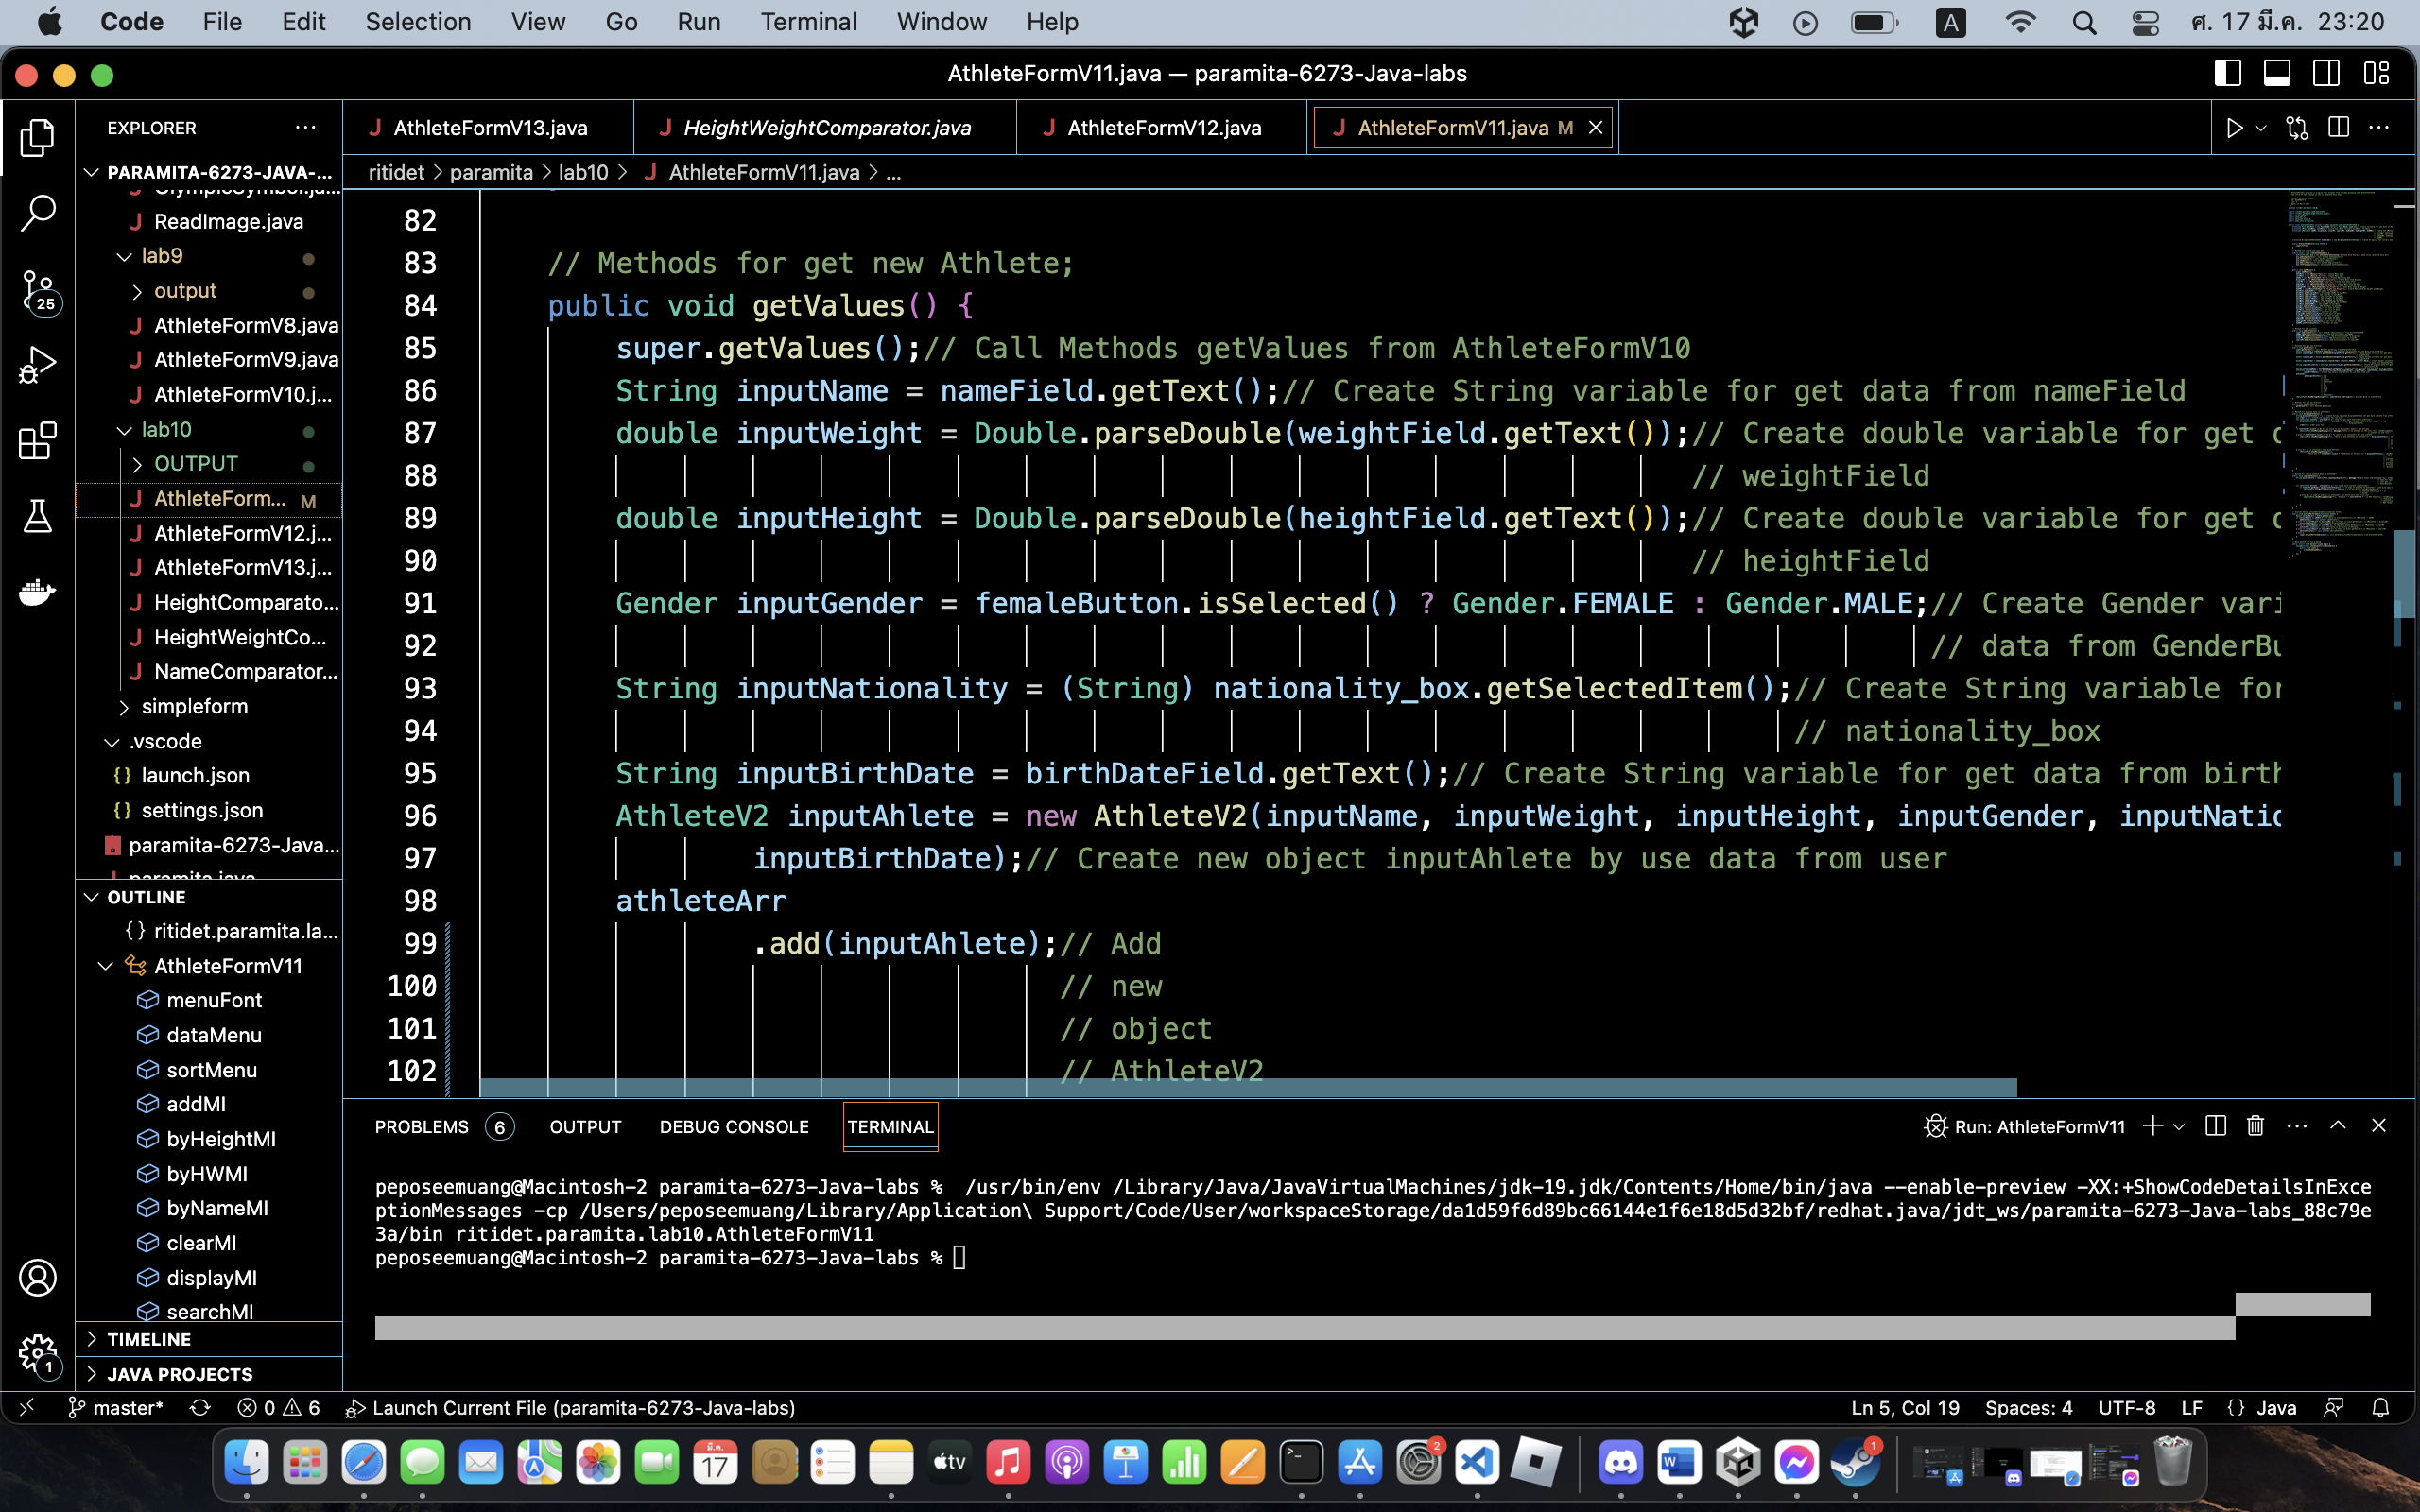 Code File Edit Selection View Go Run Terminal Window Help A ศ. 17 มี.ค. 23:20
AthleteFormV11.java — paramita-6273-Java-labs
EXPLORER
AthleteFormV13.java HeightWeightComparator.java AthleteFormV12.java AthleteFormV11.java M
PARAMITA-6273-JAVA-...
ritidet > paramita > lab10 > AthleteFormV11.java > ...
ReadImage.java
lab9
output
AthleteFormV8.java
AthleteFormV9.java
AthleteFormV10.j...
lab10
OUTPUT
AthleteForm... M
AthleteFormV12.j...
AthleteFormV13.j...
HeightComparato...
HeightWeightCo...
NameComparator...
simpleform
.vscode
{} launch.json
{} settings.json
paramita-6273-Java...
OUTLINE
{} ritidet.paramita.la...
AthleteFormV11
menuFont
dataMenu
sortMenu
addMI
byHeightMI
byHWMI
byNameMI
clearMI
displayMI
searchMI
TIMELINE
JAVA PROJECTS
25
1
82
83 // Methods for get new Athlete;
84 public void getValues() {
85 super.getValues();// Call Methods getValues from AthleteFormV10
86 String inputName = nameField.getText();// Create String variable for get data from nameField
87 double inputWeight = Double.parseDouble(weightField.getText());// Create double variable for get
88 // weightField
89 double inputHeight = Double.parseDouble(heightField.getText());// Create double variable for get
90 // heightField
91 Gender inputGender = femaleButton.isSelected() ? Gender.FEMALE : Gender.MALE;// Create Gender vari
92 // data from GenderBu
93 String inputNationality = (String) nationality_box.getSelectedItem();// Create String variable for
94 // nationality_box
95 String inputBirthDate = birthDateField.getText();// Create String variable for get data from birth
96 AthleteV2 inputAhlete = new AthleteV2(inputName, inputWeight, inputHeight, inputGender, inputNatio
97 inputBirthDate);// Create new object inputAhlete by use data from user
98 athleteArr
99 .add(inputAhlete);// Add
100 // new
101 // object
102 // AthleteV2
PROBLEMS 6 OUTPUT DEBUG CONSOLE TERMINAL Run: AthleteFormV11
peposeemuang@Macintosh-2 paramita-6273-Java-labs % /usr/bin/env /Library/Java/JavaVirtualMachines/jdk-19.jdk/Contents/Home/bin/java --enable-preview -XX:+ShowCodeDetailsInExce
ptionMessages -cp /Users/peposeemuang/Library/Application\ Support/Code/User/workspaceStorage/da1d59f6d89bc66144e1f6e18d5d32bf/redhat.java/jdt_ws/paramita-6273-Java-labs_88c79e
3a/bin ritidet.paramita.lab10.AthleteFormV11
peposeemuang@Macintosh-2 paramita-6273-Java-labs %
master* 0 6 Launch Current File (paramita-6273-Java-labs) Ln 5, Col 19 Spaces: 4 UTF-8 LF {} Java
มี.ค.
17
tv
2
W
1